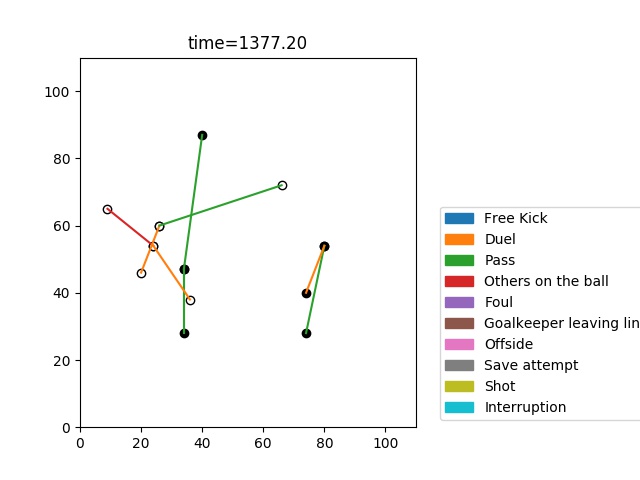 time=1377.20
100
80
60
40
20
0
0 20 40 60 80 100
Free Kick
Duel
Pass
Others on the ball
Foul
Goalkeeper leaving lin
Offside
Save attempt
Shot
Interruption